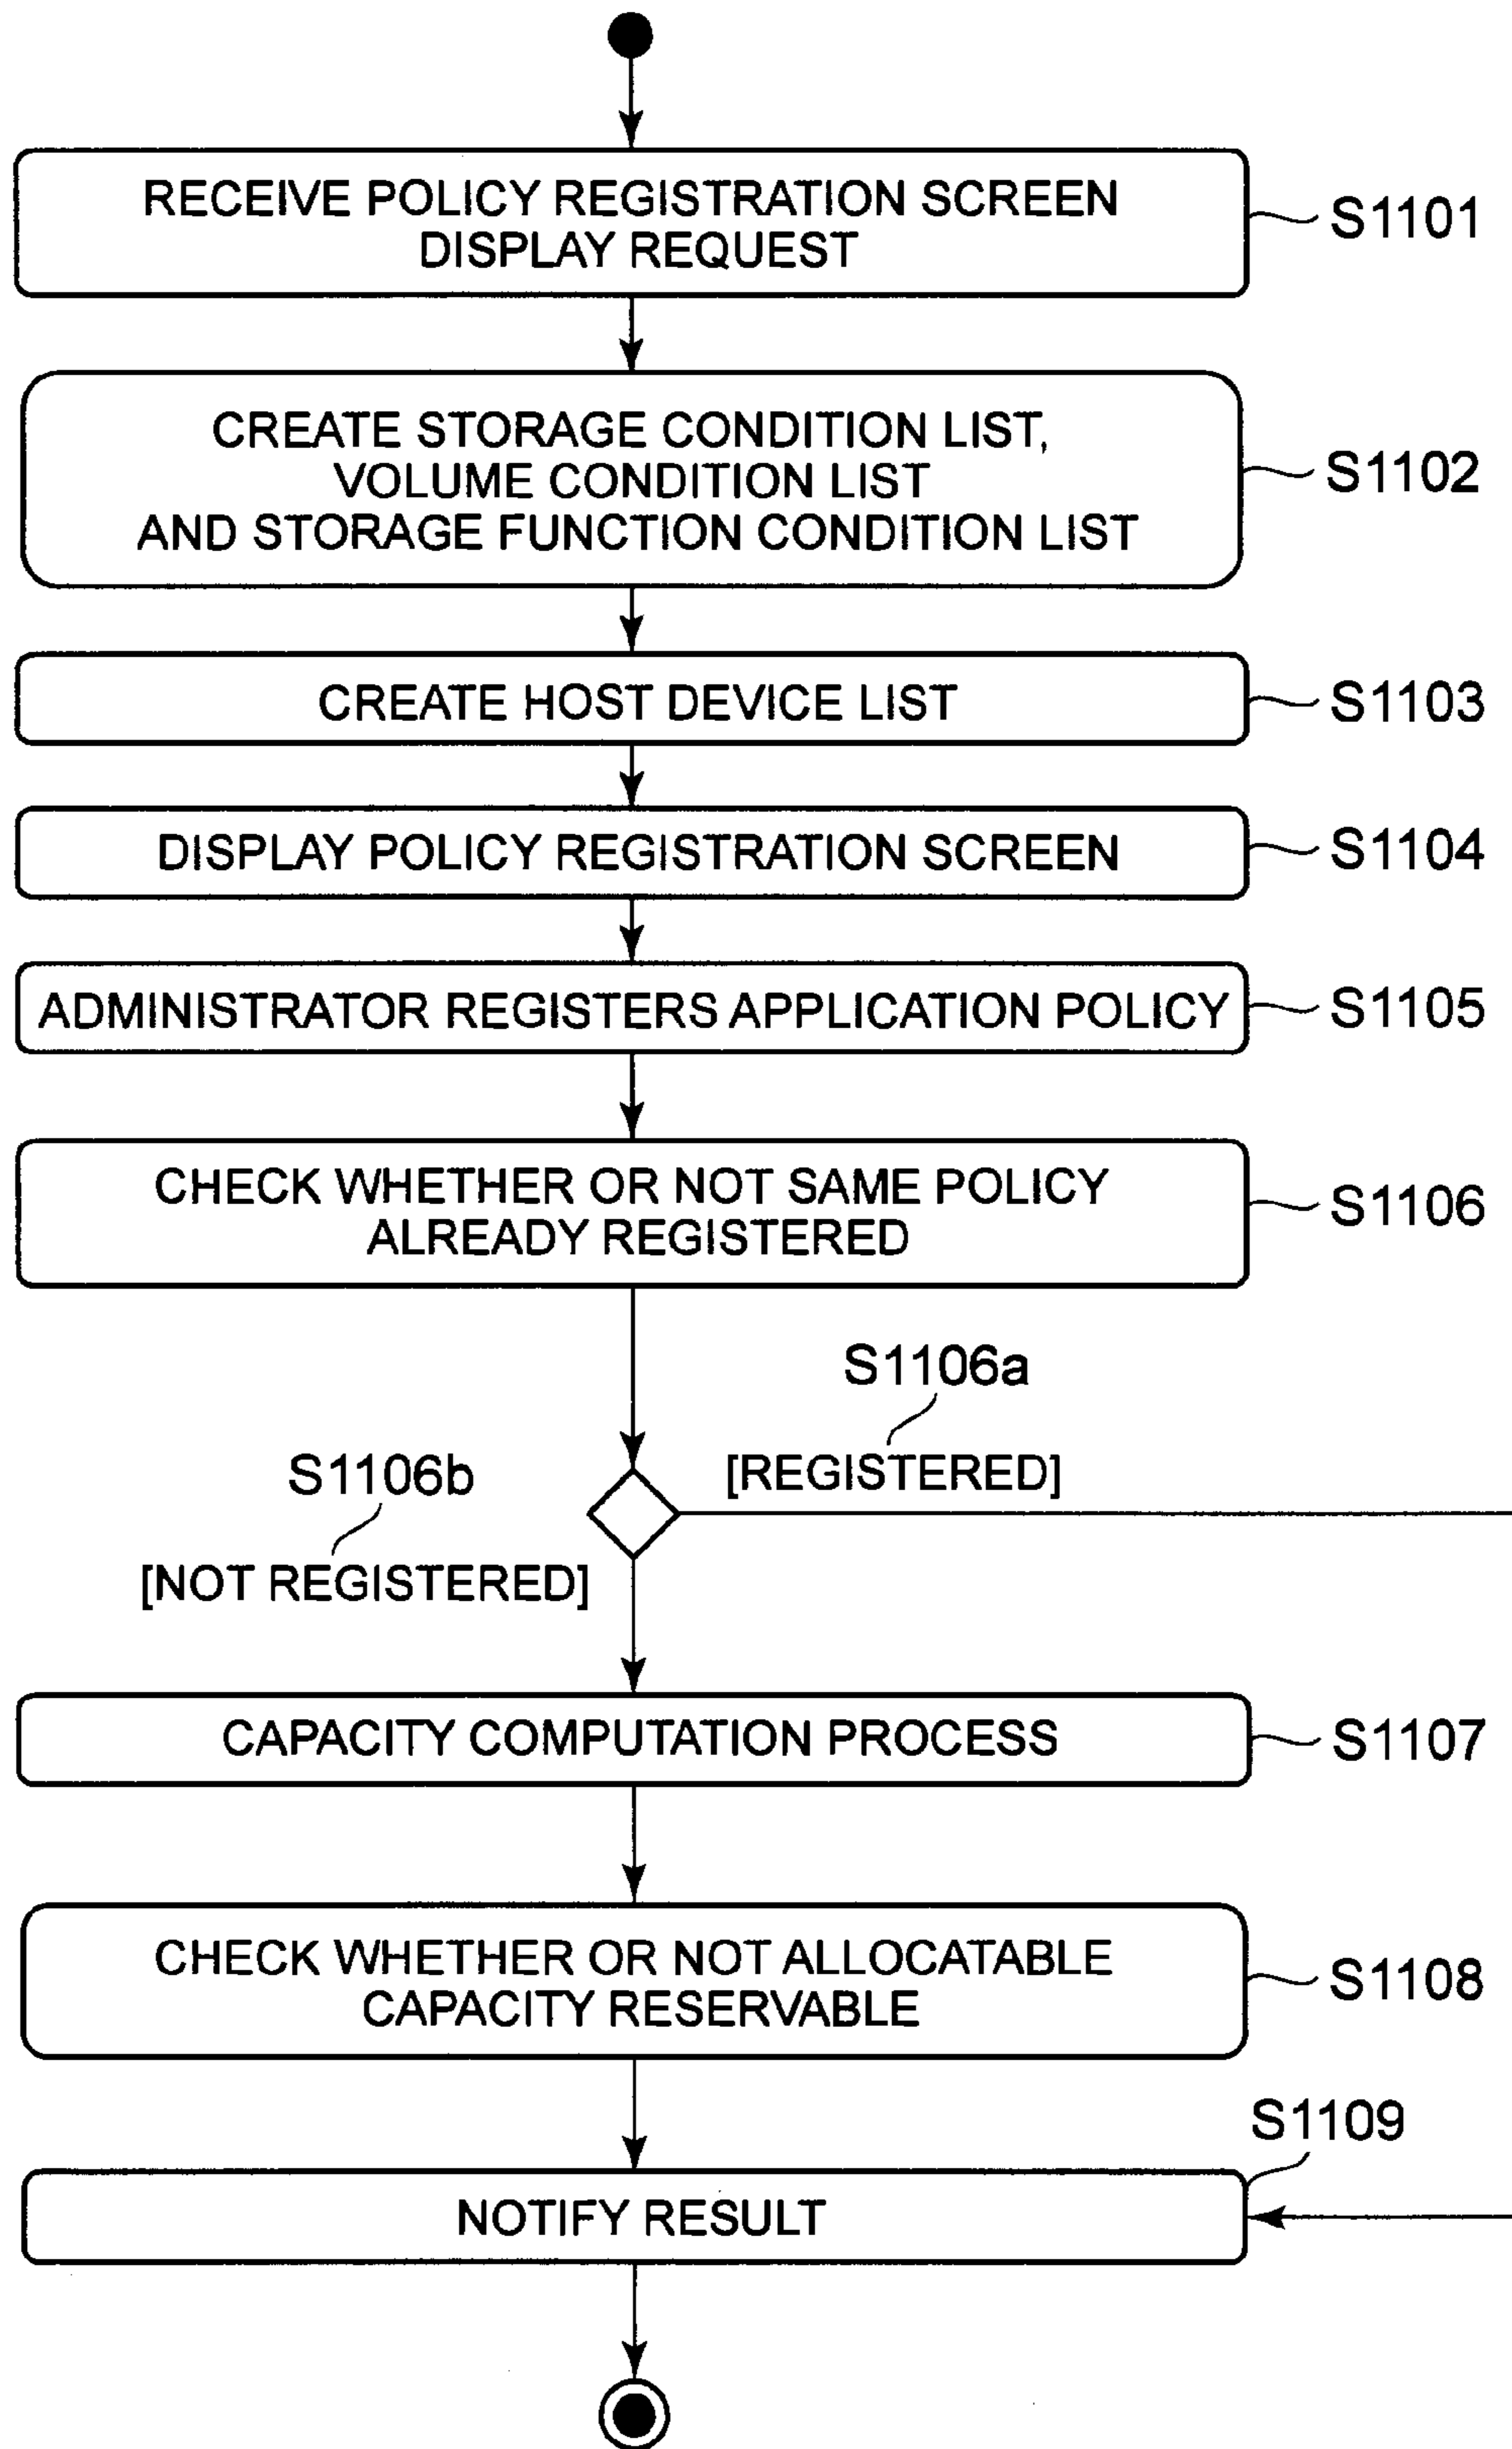 RECEIVE POLICY REGISTRATION SCREEN
DISPLAY REQUEST
S1101
CREATE STORAGE CONDITION LIST,
VOLUME CONDITION LIST
AND STORAGE FUNCTION CONDITION LIST
S1102
CREATE HOST DEVICE LIST
S1103
DISPLAY POLICY REGISTRATION SCREEN
S1104
ADMINISTRATOR REGISTERS APPLICATION POLICY
S1105
CHECK WHETHER OR NOT SAME POLICY
ALREADY REGISTERED
S1106
S1106a
[REGISTERED]
S1106b
[NOT REGISTERED]
CAPACITY COMPUTATION PROCESS
S1107
CHECK WHETHER OR NOT ALLOCATABLE
CAPACITY RESERVABLE
S1108
S1109
NOTIFY RESULT